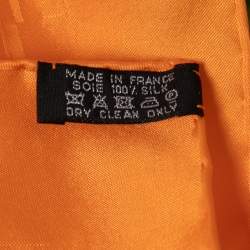 MADE IN FRANCE
SOIE 100% SILK
P
DRY CLEAN ONLY